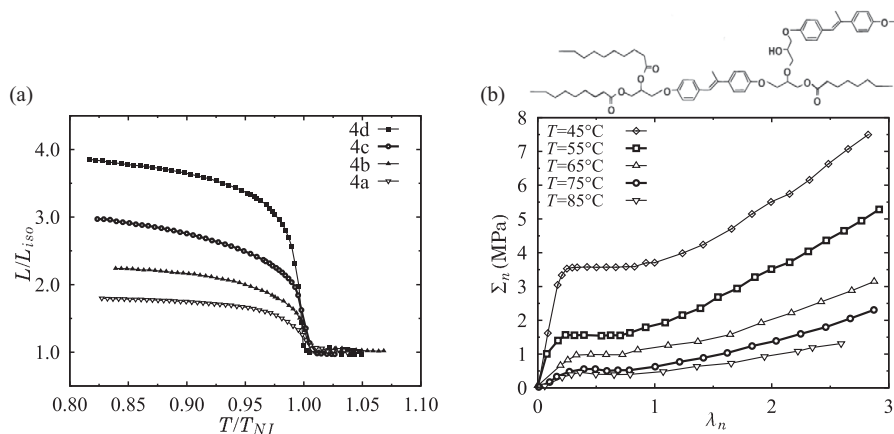 (a)
4d
4c
4b
4a
4.0
3.0
2.0
1.0
L/L_iso
0.80 0.85 0.90 0.95 1.00 1.05 1.10
T/T_NI
O
O
HO
O
O
O
O
O
O
O
O
O
(b)
T=45°C
T=55°C
T=65°C
T=75°C
T=85°C
8
7
6
5
4
3
2
1
0
Σ_n (MPa)
0 1 2 3
λ_n